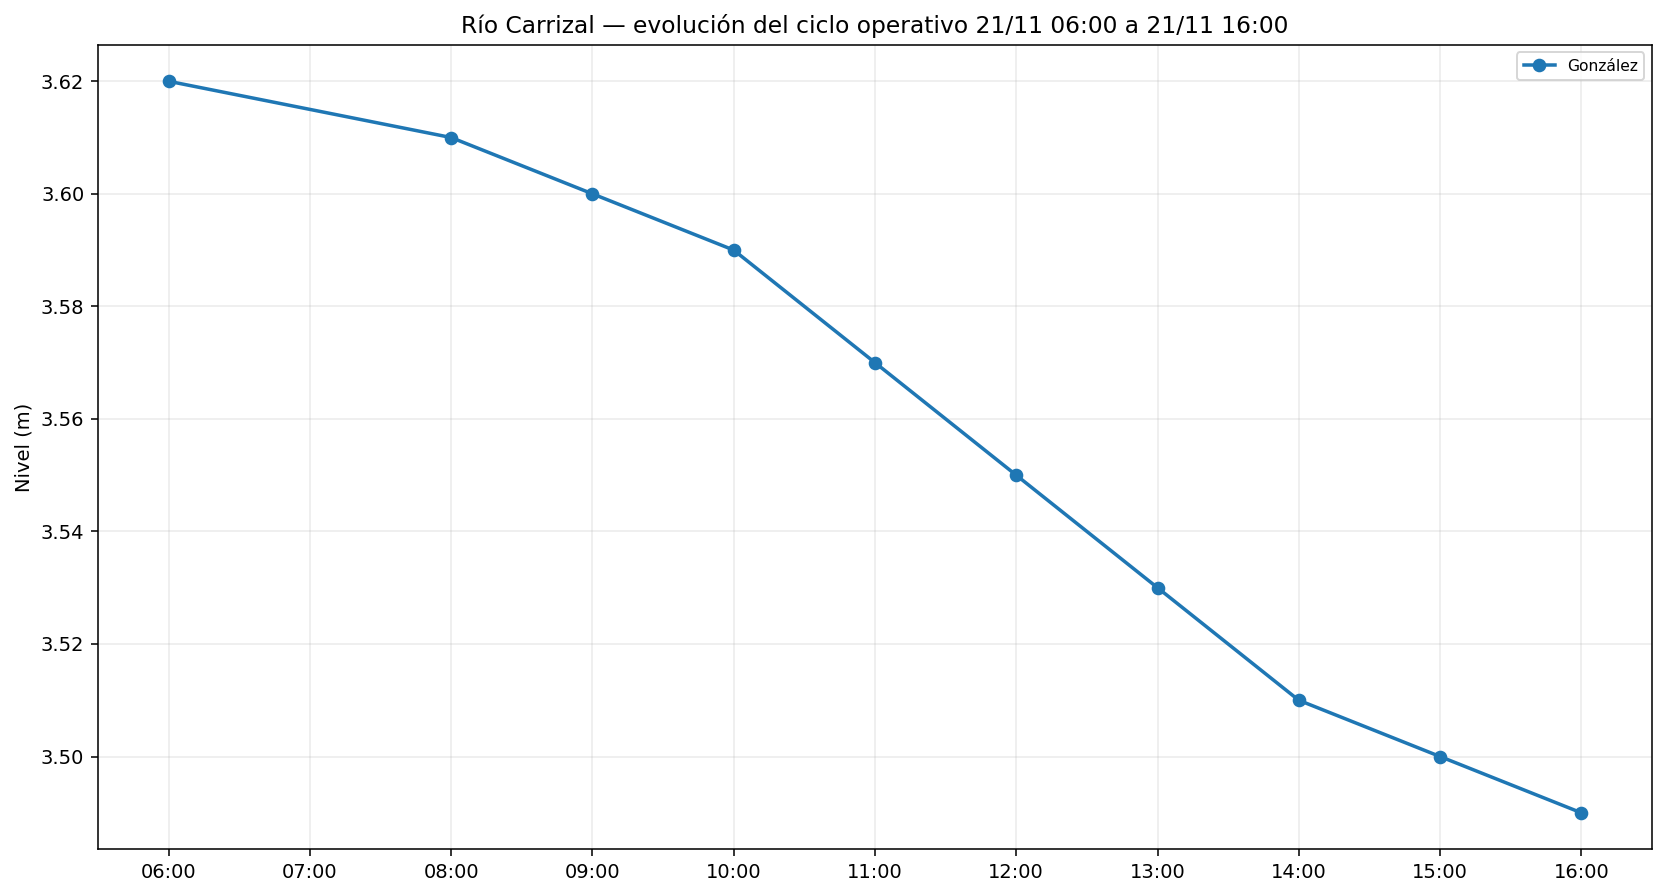 Río Carrizal — evolución del ciclo operativo 21/11 06:00 a 21/11 16:00
González
Nivel (m)
3.62
3.60
3.58
3.56
3.54
3.52
3.50
06:00 07:00 08:00 09:00 10:00 11:00 12:00 13:00 14:00 15:00 16:00